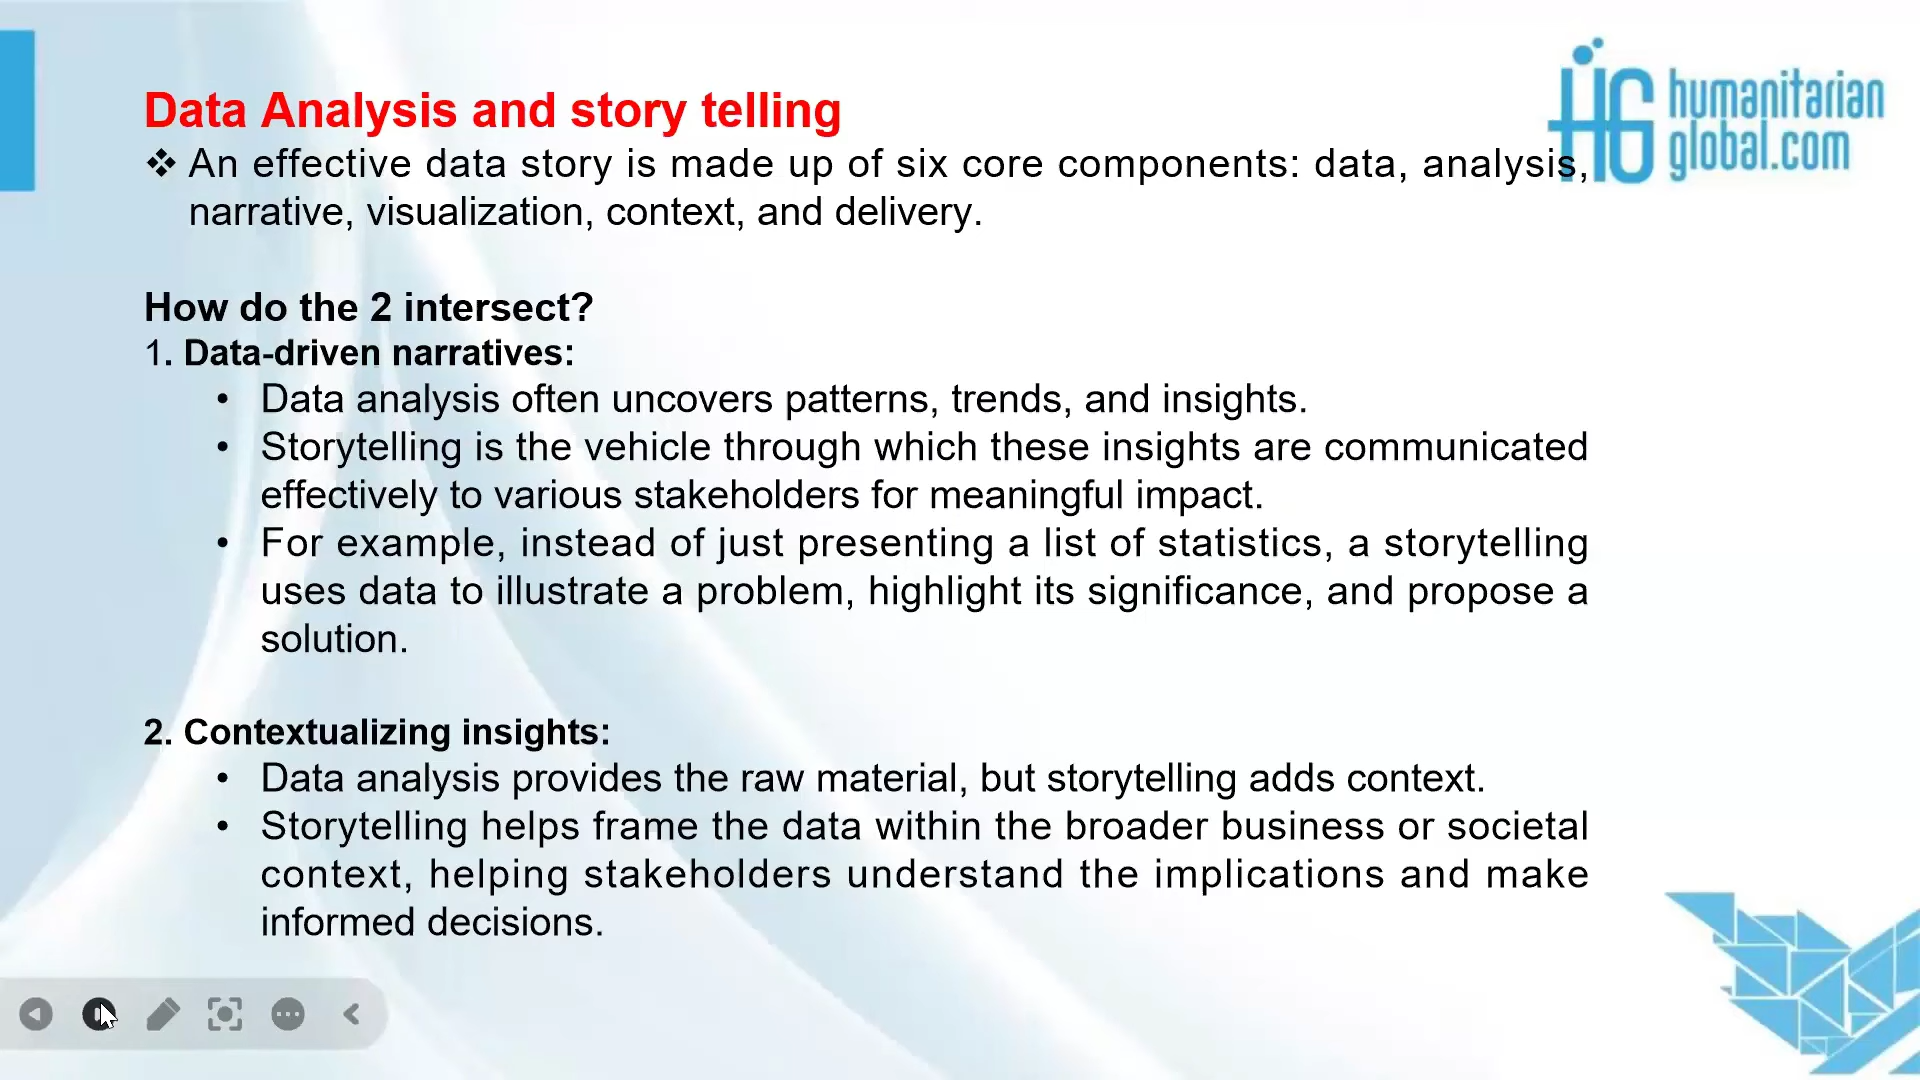 humanitarian
global.com
Data Analysis and story telling
❖ An effective data story is made up of six core components: data, analysis,
narrative, visualization, context, and delivery.
How do the 2 intersect?
1. Data-driven narratives:
• Data analysis often uncovers patterns, trends, and insights.
• Storytelling is the vehicle through which these insights are communicated
effectively to various stakeholders for meaningful impact.
• For example, instead of just presenting a list of statistics, a storytelling
uses data to illustrate a problem, highlight its significance, and propose a
solution.
2. Contextualizing insights:
• Data analysis provides the raw material, but storytelling adds context.
• Storytelling helps frame the data within the broader business or societal
context, helping stakeholders understand the implications and make
informed decisions.